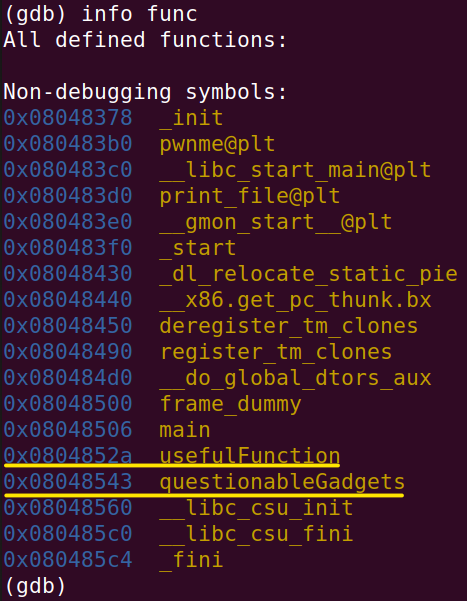 (gdb) info func
All defined functions:
Non-debugging symbols:
0x08048378 _init
0x080483b0 pwnme@plt
0x080483c0 __libc_start_main@plt
0x080483d0 print_file@plt
0x080483e0 __gmon_start__@plt
0x080483f0 _start
0x08048430 _dl_relocate_static_pie
0x08048440 __x86.get_pc_thunk.bx
0x08048450 deregister_tm_clones
0x08048490 register_tm_clones
0x080484d0 __do_global_dtors_aux
0x08048500 frame_dummy
0x08048506 main
0x0804852a usefulFunction
0x08048543 questionableGadgets
0x08048560 __libc_csu_init
0x080485c0 __libc_csu_fini
0x080485c4 _fini
(gdb)